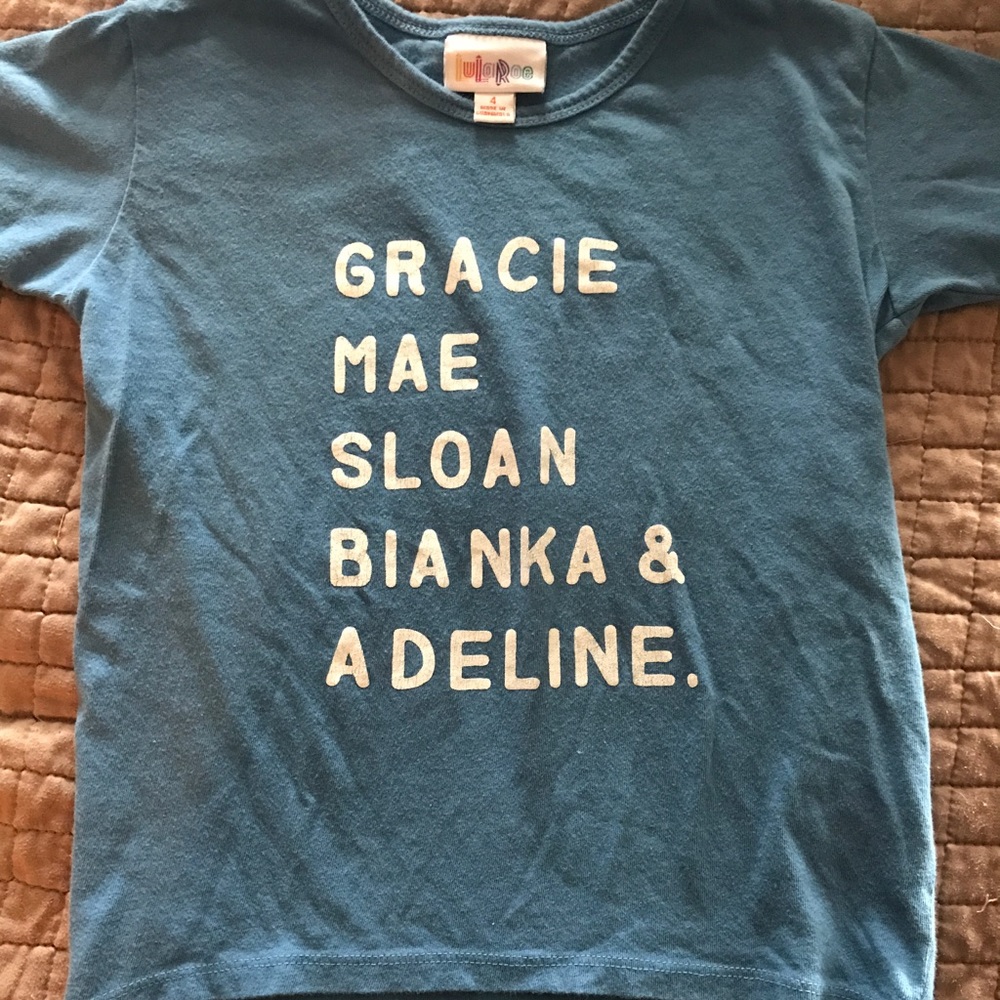 LuLaRoe
4
GRACIE
MAE
SLOAN
BIANKA &
ADELINE.